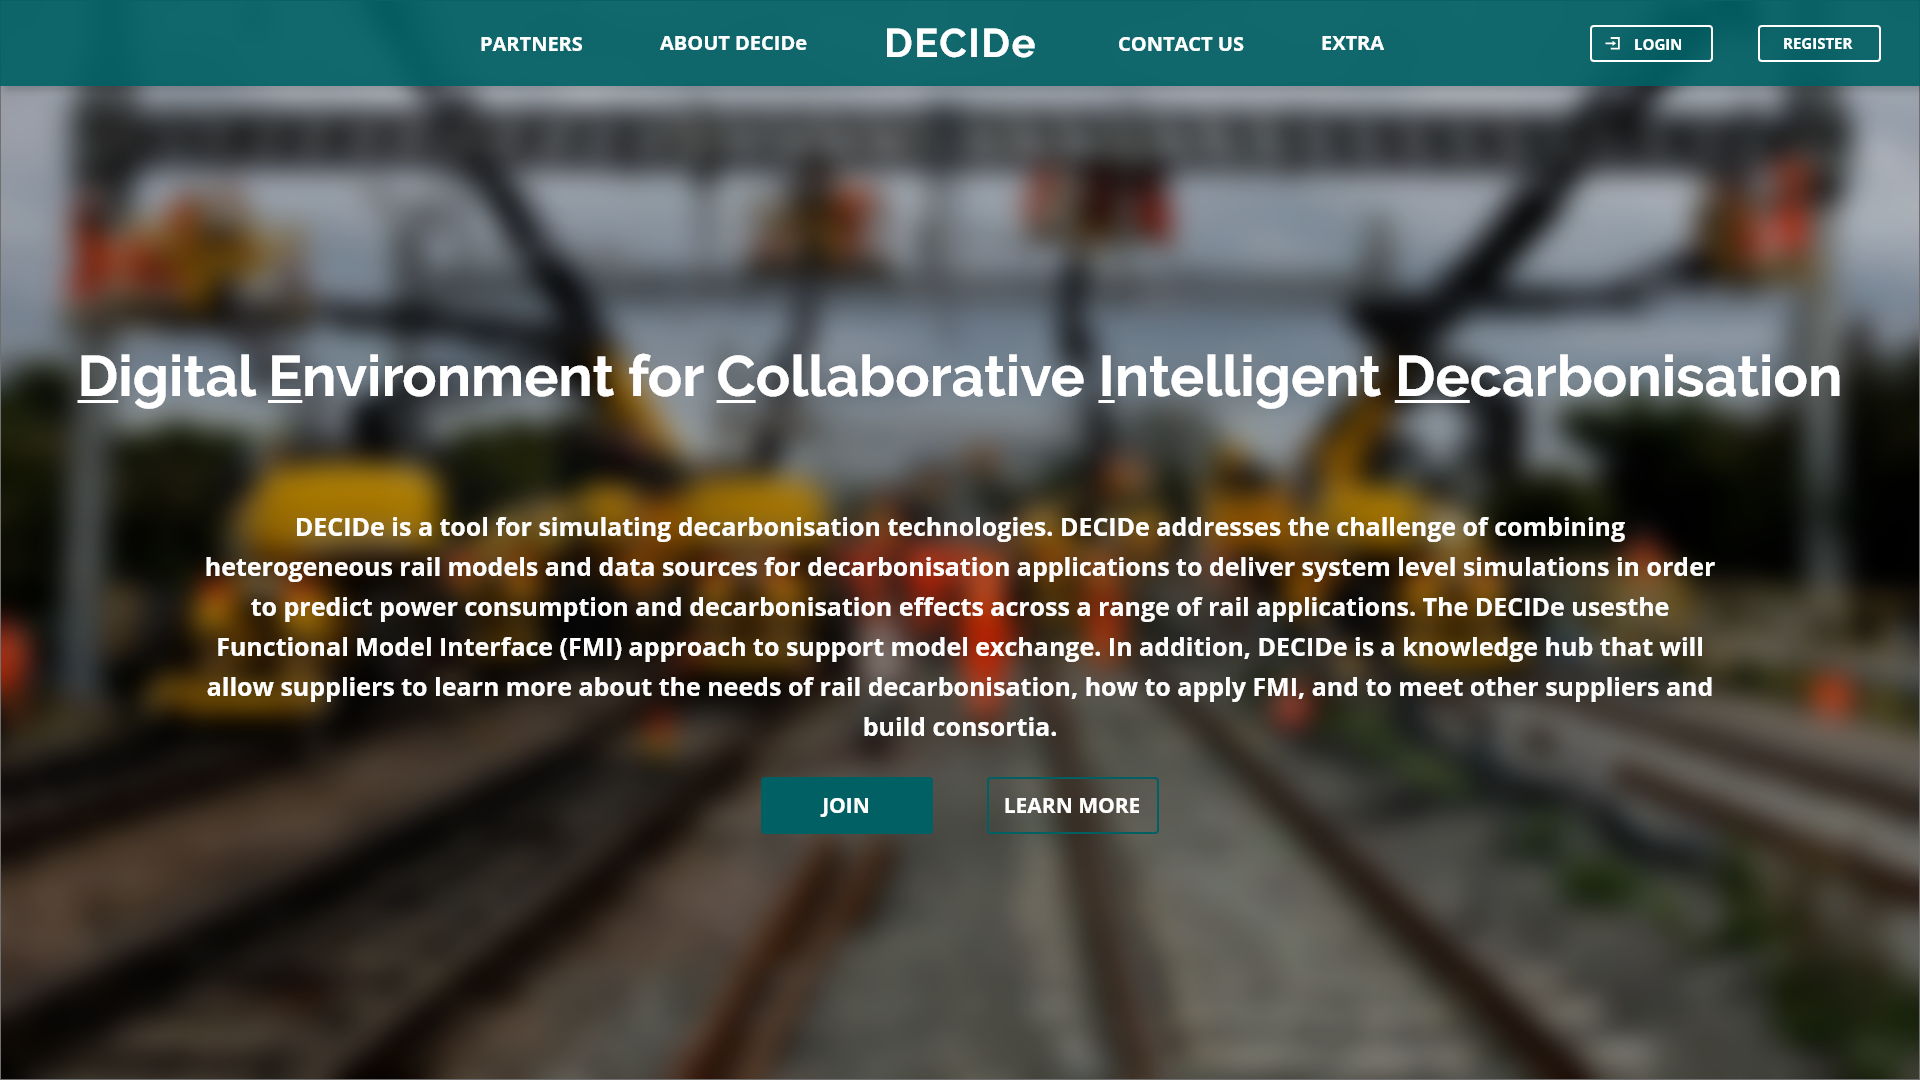 PARTNERS
ABOUT DECIDe
DECIDe
CONTACT US
EXTRA
LOGIN
REGISTER
Digital Environment for Collaborative Intelligent Decarbonisation
DECIDe is a tool for simulating decarbonisation technologies. DECIDe addresses the challenge of combining
heterogeneous rail models and data sources for decarbonisation applications to deliver system level simulations in order
to predict power consumption and decarbonisation effects across a range of rail applications. The DECIDe usesthe
Functional Model Interface (FMI) approach to support model exchange. In addition, DECIDe is a knowledge hub that will
allow suppliers to learn more about the needs of rail decarbonisation, how to apply FMI, and to meet other suppliers and
build consortia.
JOIN
LEARN MORE